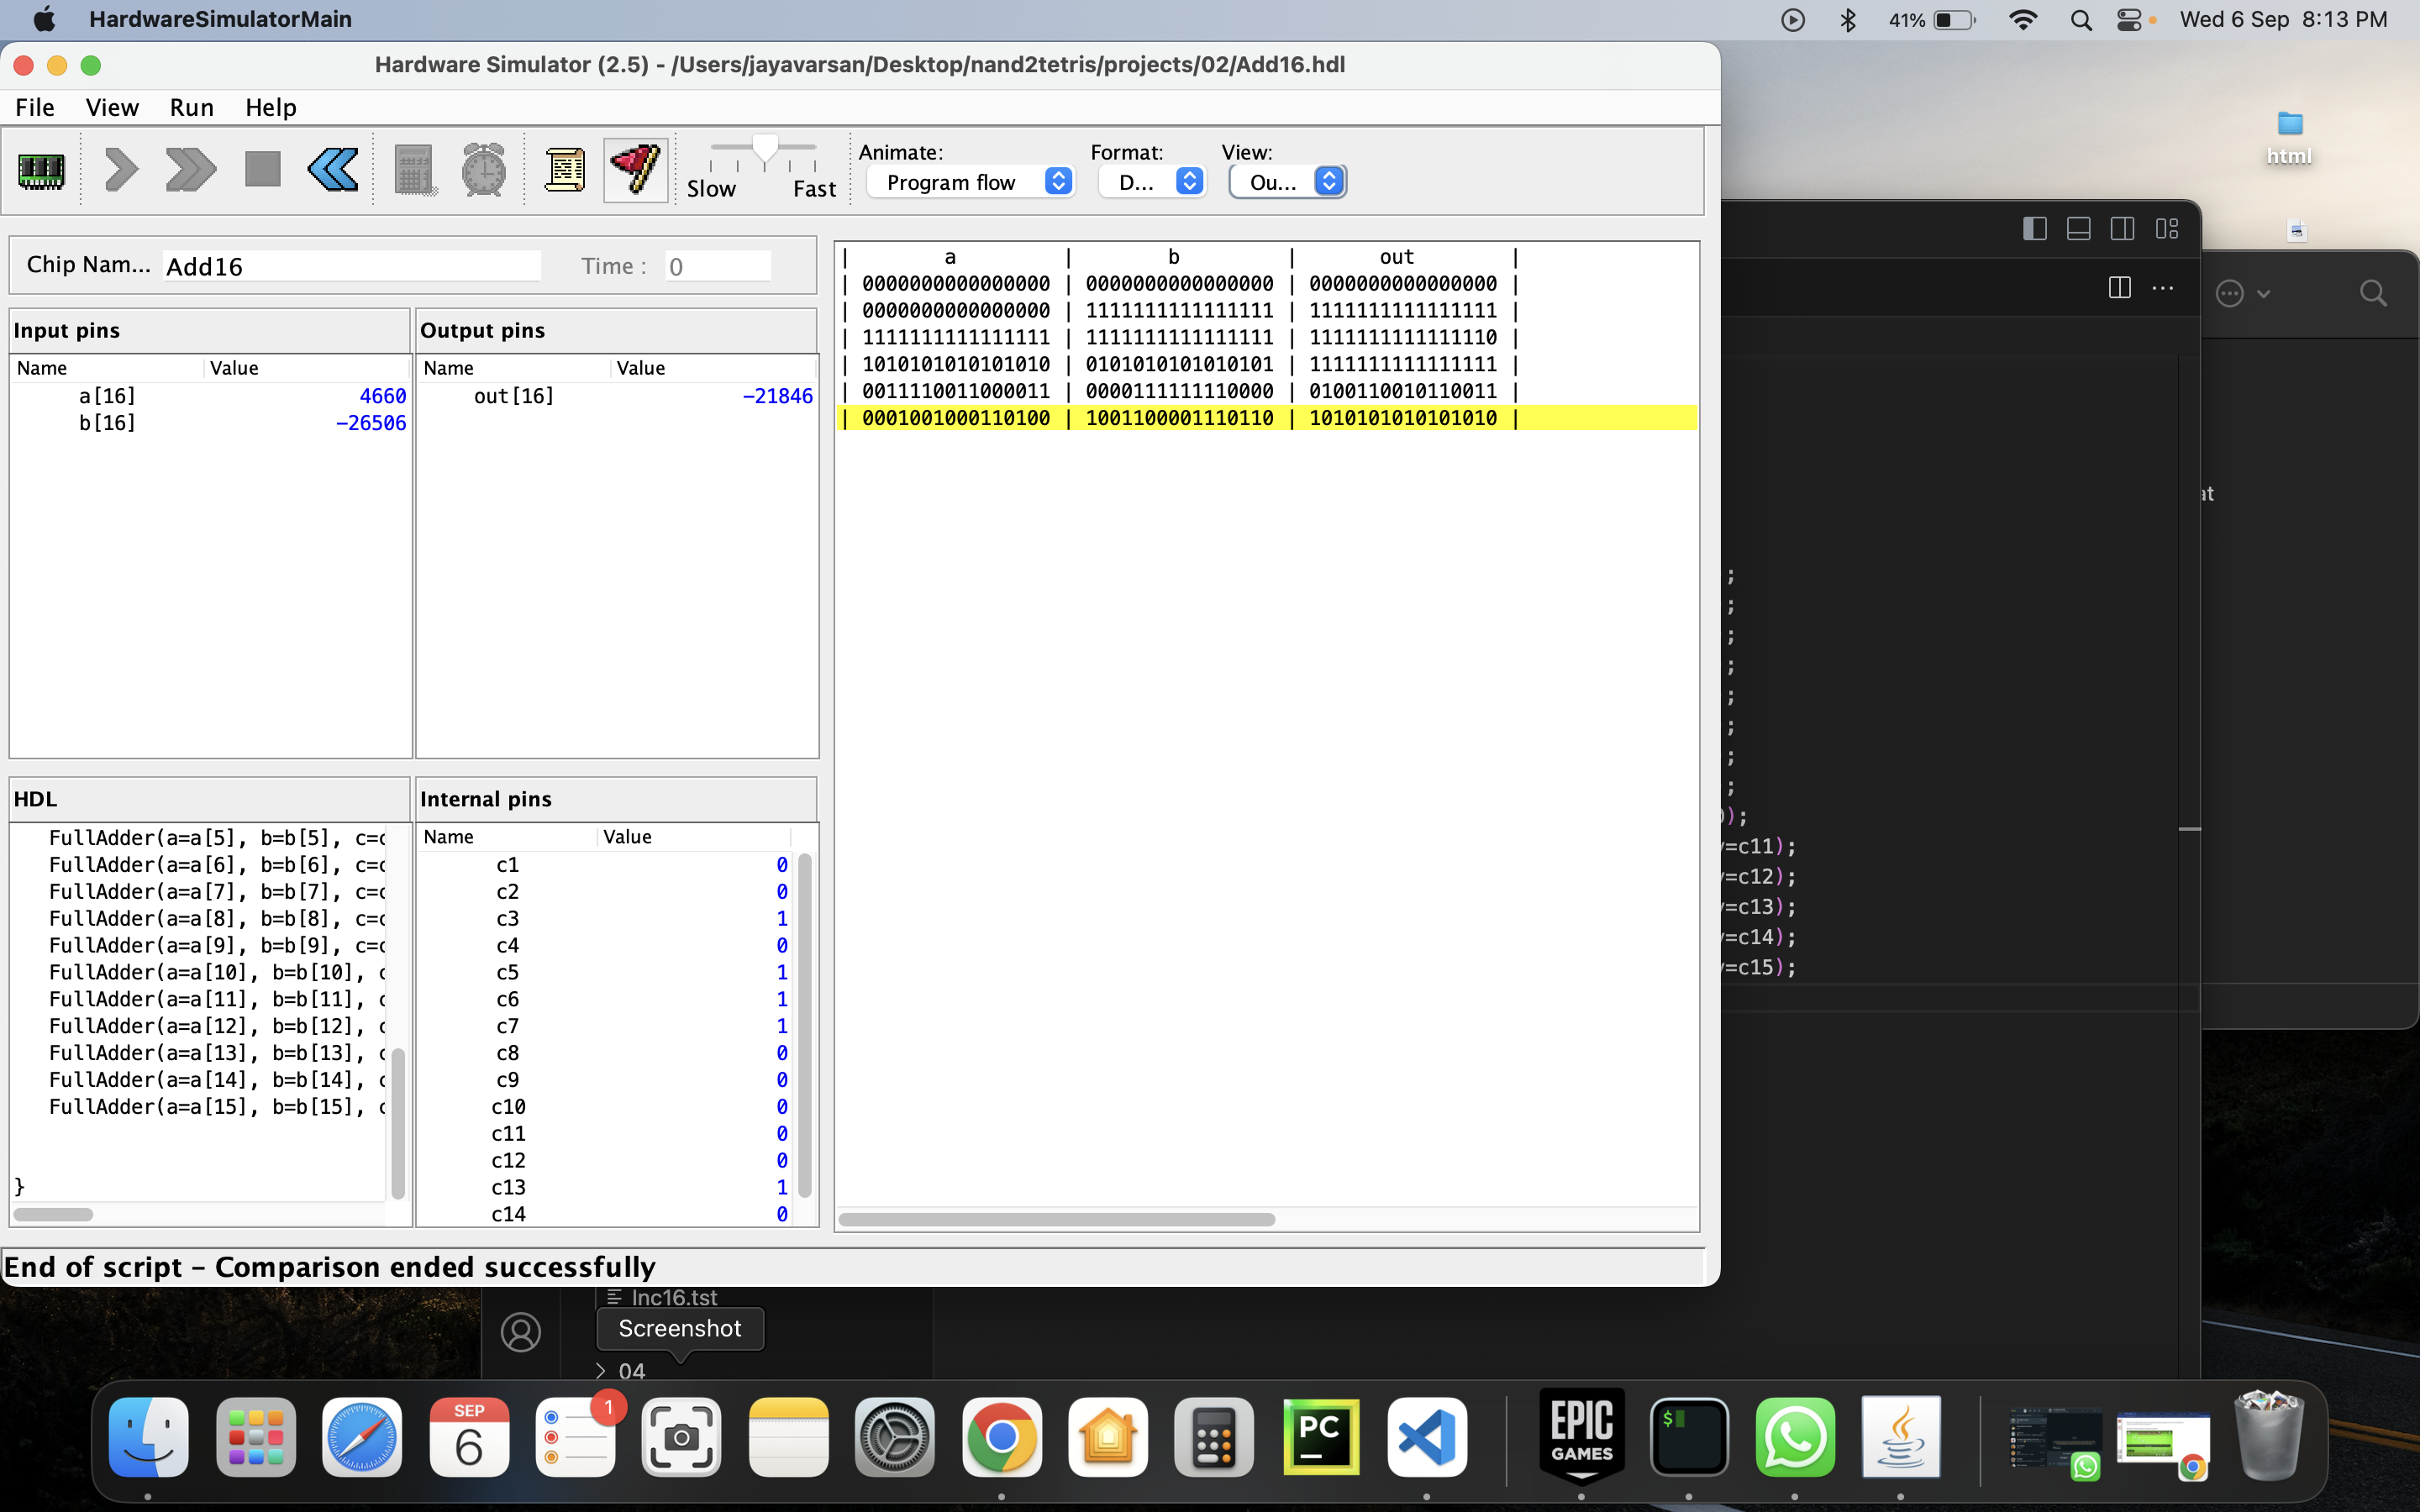 HardwareSimulatorMain
41%
Wed 6 Sep 8:13 PM
Hardware Simulator (2.5) - /Users/jayavarsan/Desktop/nand2tetris/projects/02/Add16.hdl
File View Run Help
Slow Fast
Animate:
Program flow
Format:
D...
View:
Ou...
html
Chip Nam... Add16 Time : 0
Input pins
Name Value
a[16] 4660
b[16] -26506
Output pins
Name Value
out[16] -21846
| a | b | out |
| 0000000000000000 | 0000000000000000 | 0000000000000000 |
| 0000000000000000 | 1111111111111111 | 1111111111111111 |
| 1111111111111111 | 1111111111111111 | 1111111111111110 |
| 1010101010101010 | 0101010101010101 | 1111111111111111 |
| 0011110011000011 | 0000111111110000 | 0100110010110011 |
| 0001001000110100 | 1001100001110110 | 1010101010101010 |
HDL
FullAdder(a=a[5], b=b[5], c=c
FullAdder(a=a[6], b=b[6], c=c
FullAdder(a=a[7], b=b[7], c=c
FullAdder(a=a[8], b=b[8], c=c
FullAdder(a=a[9], b=b[9], c=c
FullAdder(a=a[10], b=b[10], c
FullAdder(a=a[11], b=b[11], c
FullAdder(a=a[12], b=b[12], c
FullAdder(a=a[13], b=b[13], c
FullAdder(a=a[14], b=b[14], c
FullAdder(a=a[15], b=b[15], c
}
Internal pins
Name Value
c1 0
c2 0
c3 1
c4 0
c5 1
c6 1
c7 1
c8 0
c9 0
c10 0
c11 0
c12 0
c13 1
c14 0
at
;
;
;
;
;
;
;
;
);
=c11);
=c12);
=c13);
=c14);
=c15);
End of script - Comparison ended successfully
Inc16.tst
Screenshot
> 04
SEP
6
1
PC
EPIC
GAMES
$